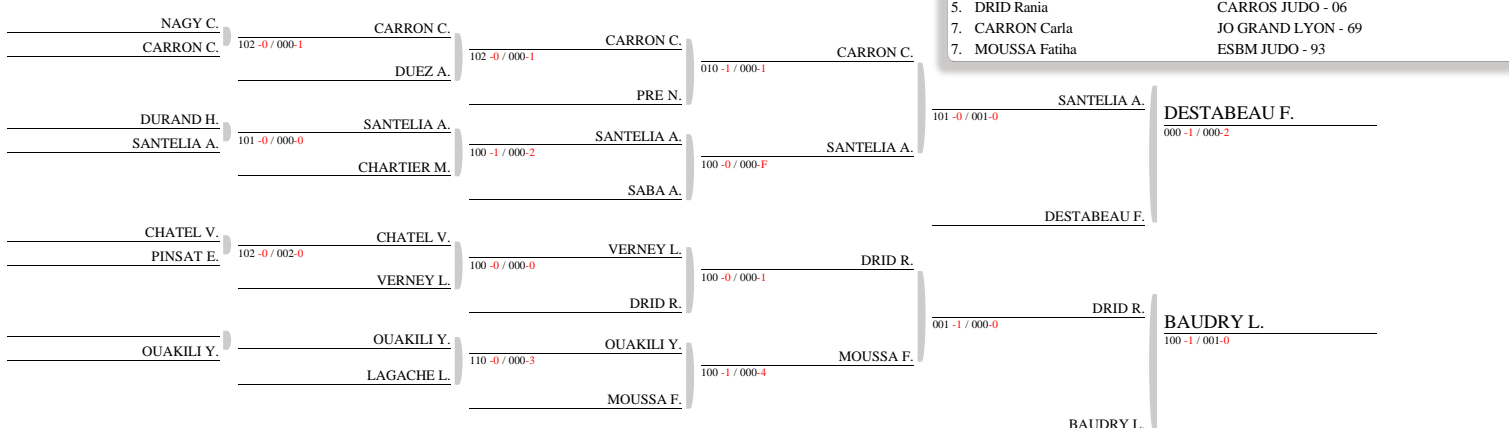 5. DRID Rania CARROS JUDO - 06
7. CARRON Carla JO GRAND LYON - 69
7. MOUSSA Fatiha ESBM JUDO - 93
NAGY C.
CARRON C.
CARRON C.
102 -0 / 000-1
DUEZ A.
CARRON C.
102 -0 / 000-1
PRE N.
CARRON C.
010 -1 / 000-1
DURAND H.
SANTELIA A.
SANTELIA A.
101 -0 / 000-0
CHARTIER M.
SANTELIA A.
100 -1 / 000-2
SABA A.
SANTELIA A.
100 -0 / 000-F
SANTELIA A.
101 -0 / 001-0
DESTABEAU F.
DESTABEAU F.
000 -1 / 000-2
CHATEL V.
PINSAT E.
CHATEL V.
102 -0 / 002-0
VERNEY L.
VERNEY L.
100 -0 / 000-0
DRID R.
DRID R.
100 -0 / 000-1
OUAKILI Y.
OUAKILI Y.
LAGACHE L.
OUAKILI Y.
110 -0 / 000-3
MOUSSA F.
MOUSSA F.
100 -1 / 000-4
DRID R.
001 -1 / 000-0
BAUDRY L.
BAUDRY L.
100 -1 / 001-0